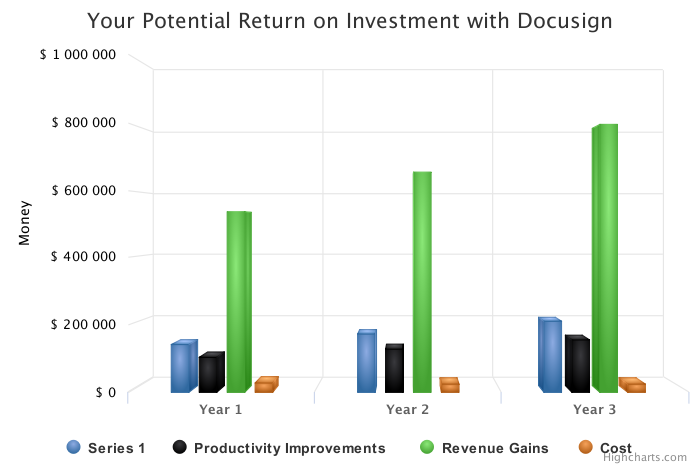 Your Potential Return on Investment with Docusign
$ 1 000 000
$ 800 000
$ 600 000
$ 400 000
$ 200 000
$ 0
Money
Year 1
Year 2
Year 3
Series 1
Productivity Improvements
Revenue Gains
Cost
Highcharts.com